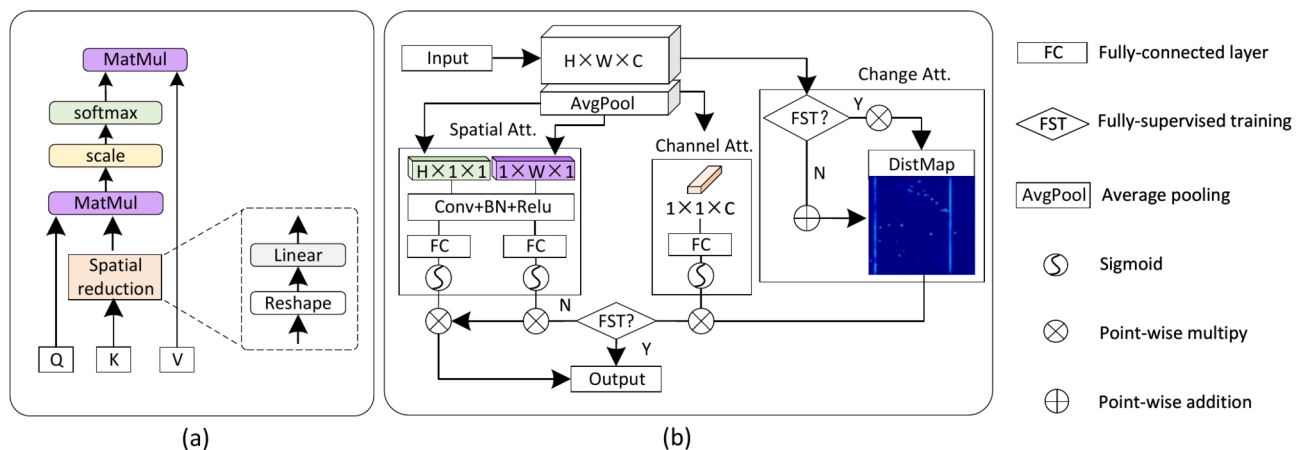 MatMul
softmax
scale
MatMul
Spatial
reduction
Linear
Reshape
Q
K
V
(a)
Input
H×W×C
AvgPool
Spatial Att.
Channel Att.
Change Att.
H×1×1
1×W×1
Conv+BN+Relu
FC
FC
1×1×C
FC
FST?
Y
N
DistMap
N
FST?
Y
Output
(b)
FC
Fully-connected layer
FST
Fully-supervised training
AvgPool
Average pooling
Sigmoid
Point-wise multipy
Point-wise addition